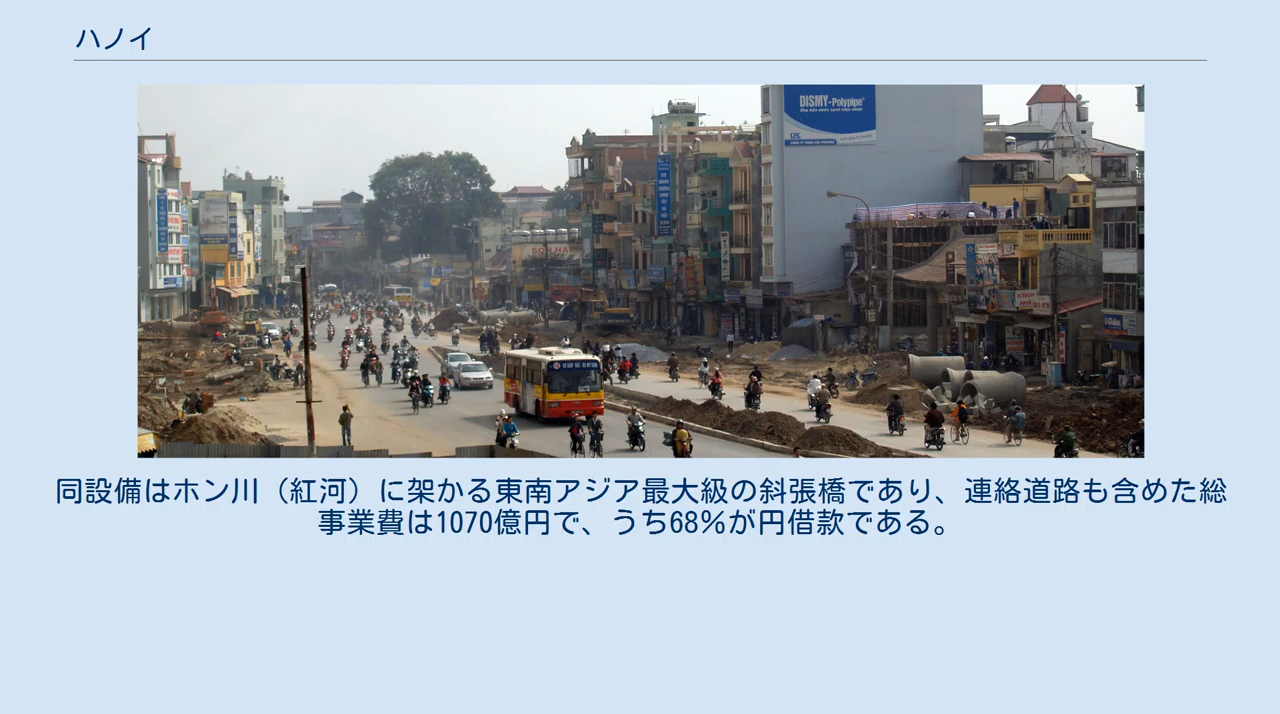 ハノイ
DISMY-Polypipe
同設備はホン川（紅河）に架かる東南アジア最大級の斜張橋であり、連絡道路も含めた総
事業費は1070億円で、うち68%が円借款である。